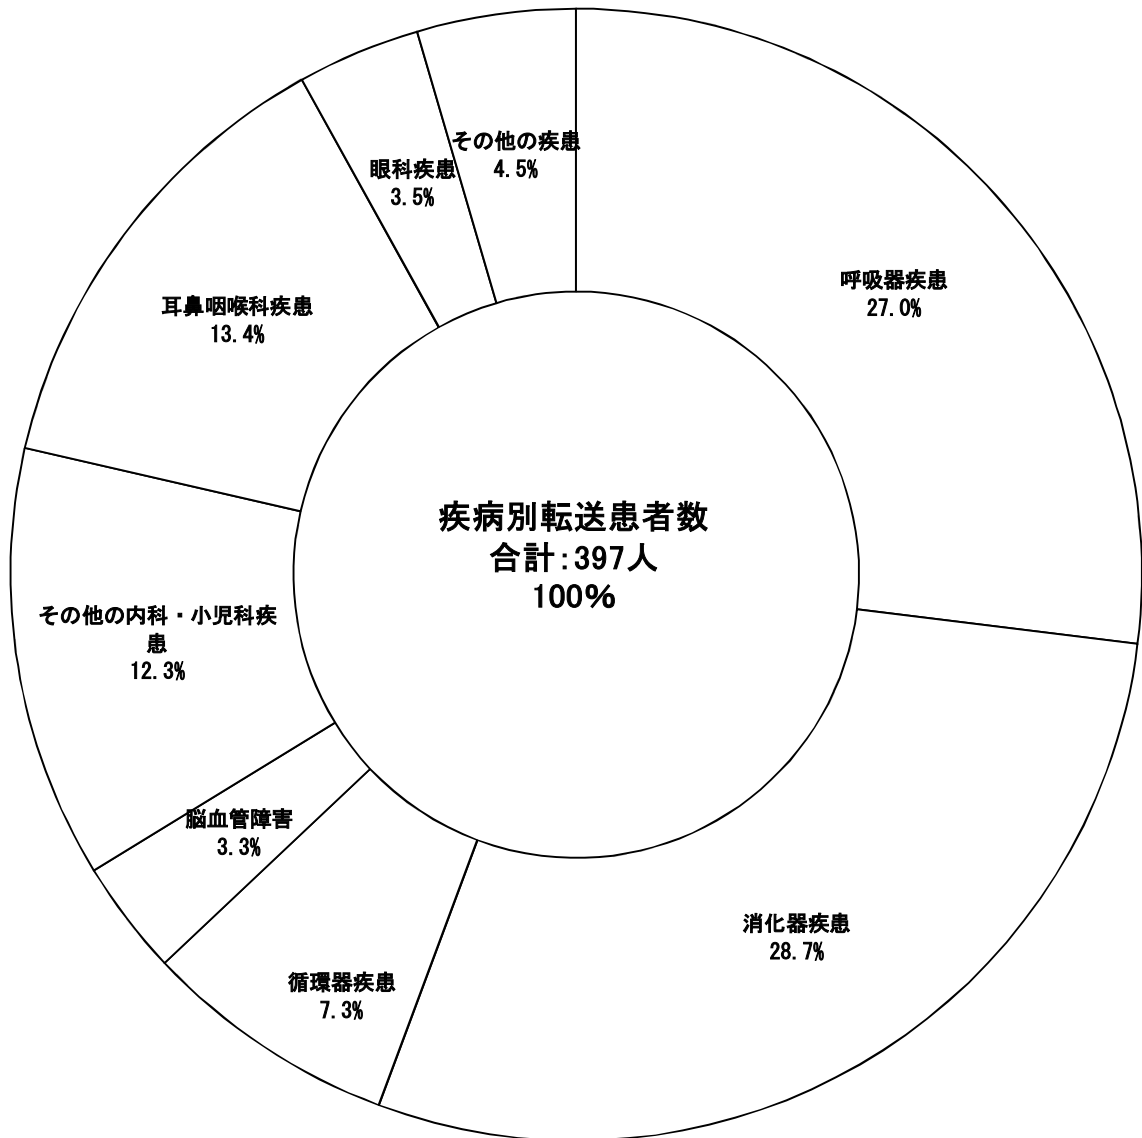 その他の疾患
4.5%
眼科疾患
3.5%
呼吸器疾患
27.0%
耳鼻咽喉科疾患
13.4%
疾病別転送患者数
合計:397人
100%
その他の内科・小児科疾
患
12.3%
脳血管障害
3.3%
消化器疾患
28.7%
循環器疾患
7.3%